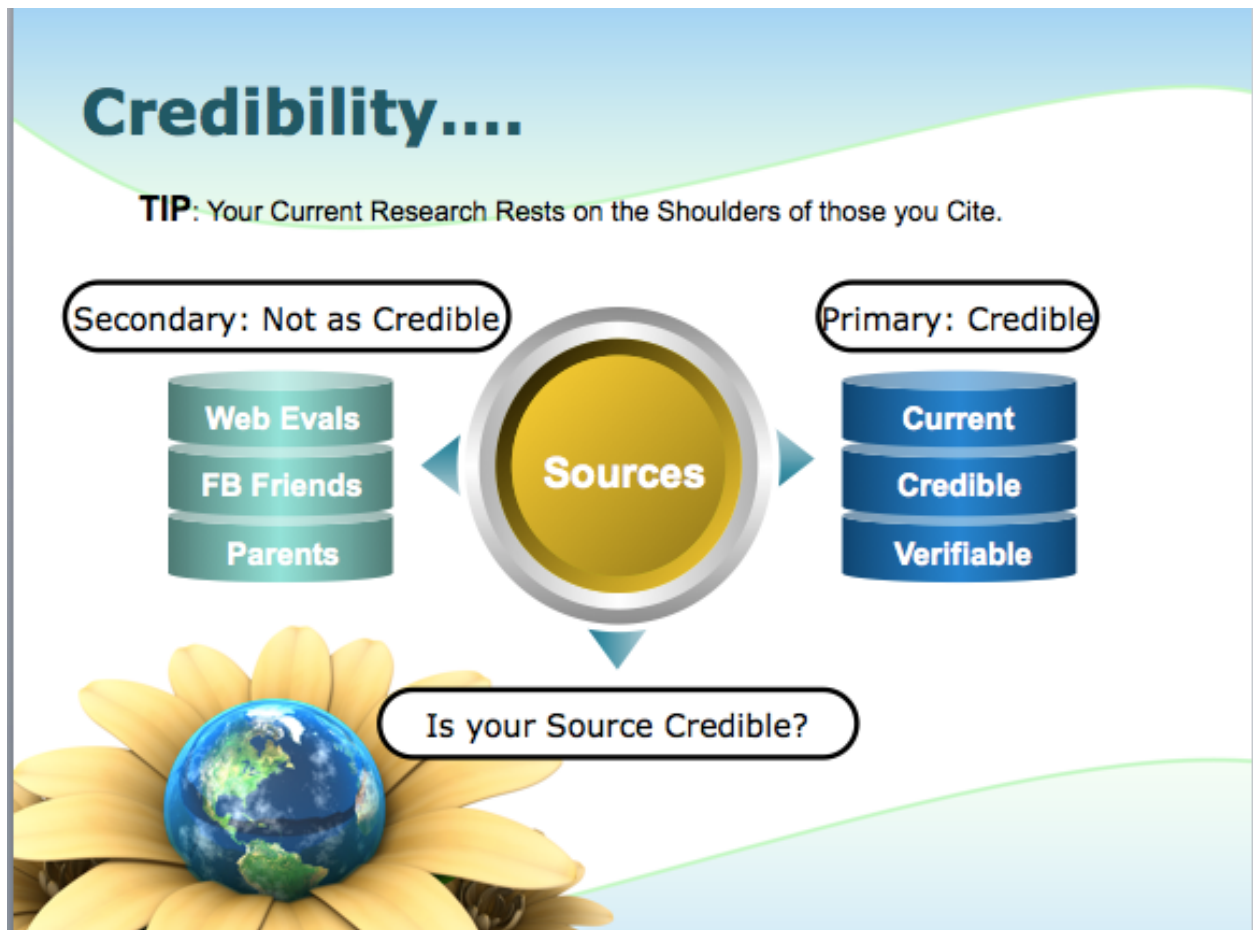 Credibility....
TIP: Your Current Research Rests on the Shoulders of those you Cite.
Secondary: Not as Credible
Primary: Credible
Web Evals
FB Friends
Parents
Sources
Current
Credible
Verifiable
Is your Source Credible?